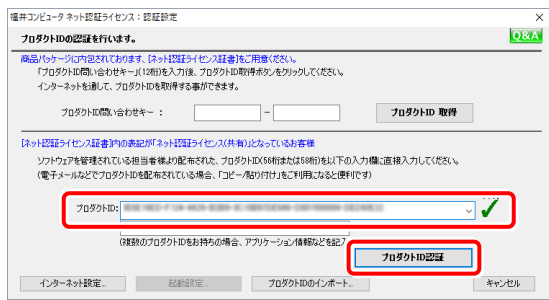 福井コンピュータ ネット認証ライセンス：認証設定
プロダクトIDの認証を行います。
Q&A
商品パッケージに内包されております、[ネット認証ライセンス証書]をご用意ください。
「プロダクトID問い合わせキー」(12桁)を入力後、プロダクトID取得ボタンをクリックしてください。
インターネットを通して、プロダクトIDを取得する事ができます。
プロダクトID問い合わせキー ：
-
プロダクトID 取得
[ネット認証ライセンス証書]内の表記が「ネット認証ライセンス(共有)」となっているお客様
ソフトウェアを管理されている担当者様より配布された、プロダクトID(56桁または58桁)を以下の入力欄に直接入力してください。
(電子メールなどでプロダクトIDを配布されている場合、「コピー/貼り付け」をご利用になると便利です)
プロダクトID:
(複数のプロダクトIDをお持ちの場合、アプリケーション情報などを記入
プロダクトID認証
インターネット設定...
起動設定...
プロダクトIDのインポート...
キャンセル